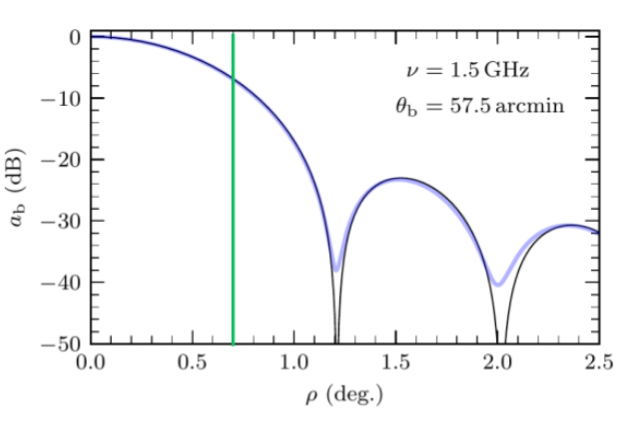 0
−10
−20
−30
−40
−50
a_b (dB)
ν = 1.5 GHz
θ_b = 57.5 arcmin
0.0 0.5 1.0 1.5 2.0 2.5
ρ (deg.)